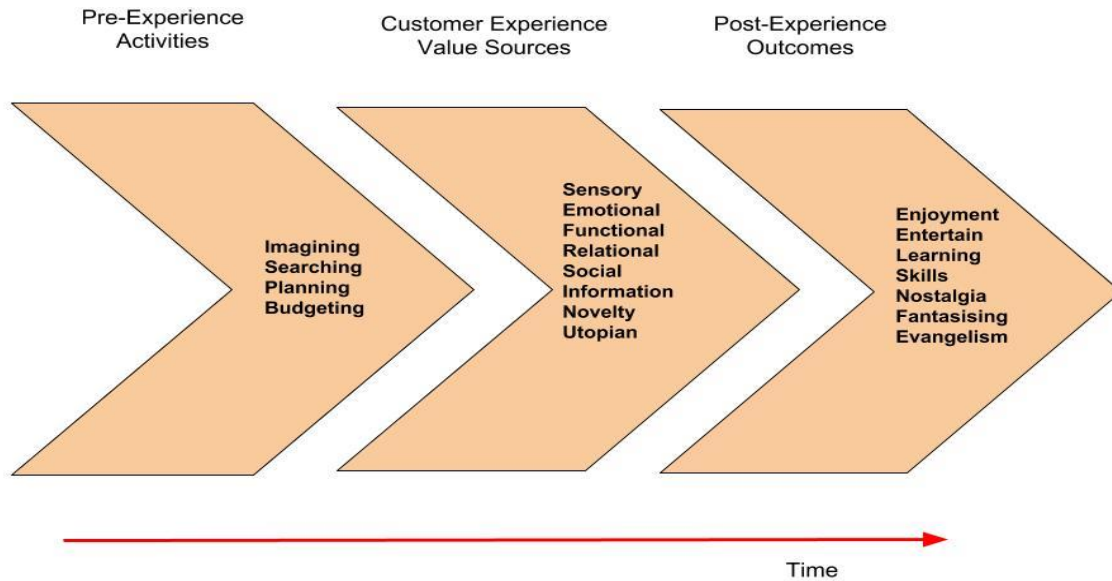 Pre-Experience
Activities
Customer Experience
Value Sources
Post-Experience
Outcomes
Imagining
Searching
Planning
Budgeting
Sensory
Emotional
Functional
Relational
Social
Information
Novelty
Utopian
Enjoyment
Entertain
Learning
Skills
Nostalgia
Fantasising
Evangelism
Time